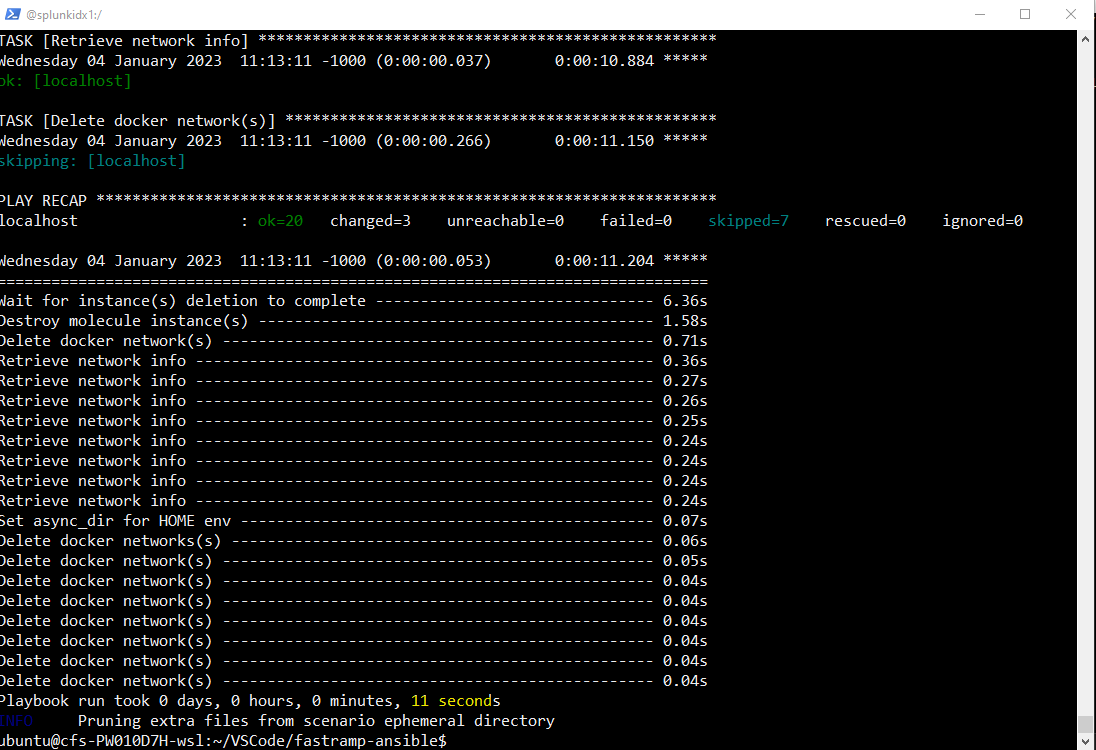 @splunkidx1:/
TASK [Retrieve network info] ***************************************************
Wednesday 04 January 2023  11:13:11 -1000 (0:00:00.037)       0:00:10.884 *****
ok: [localhost]
TASK [Delete docker network(s)] ************************************************
Wednesday 04 January 2023  11:13:11 -1000 (0:00:00.266)       0:00:11.150 *****
skipping: [localhost]
PLAY RECAP *********************************************************************
localhost                  : ok=20   changed=3    unreachable=0    failed=0    skipped=7    rescued=0    ignored=0
Wednesday 04 January 2023  11:13:11 -1000 (0:00:00.053)       0:00:11.204 *****
===============================================================================
Wait for instance(s) deletion to complete ------------------------------- 6.36s
Destroy molecule instance(s) -------------------------------------------- 1.58s
Delete docker network(s) ------------------------------------------------ 0.71s
Retrieve network info --------------------------------------------------- 0.36s
Retrieve network info --------------------------------------------------- 0.27s
Retrieve network info --------------------------------------------------- 0.26s
Retrieve network info --------------------------------------------------- 0.25s
Retrieve network info --------------------------------------------------- 0.24s
Retrieve network info --------------------------------------------------- 0.24s
Retrieve network info --------------------------------------------------- 0.24s
Retrieve network info --------------------------------------------------- 0.24s
Set async_dir for HOME env ---------------------------------------------- 0.07s
Delete docker networks(s) ----------------------------------------------- 0.06s
Delete docker network(s) ------------------------------------------------ 0.05s
Delete docker network(s) ------------------------------------------------ 0.04s
Delete docker network(s) ------------------------------------------------ 0.04s
Delete docker network(s) ------------------------------------------------ 0.04s
Delete docker network(s) ------------------------------------------------ 0.04s
Delete docker network(s) ------------------------------------------------ 0.04s
Delete docker network(s) ------------------------------------------------ 0.04s
Playbook run took 0 days, 0 hours, 0 minutes, 11 seconds
INFO     Pruning extra files from scenario ephemeral directory
ubuntu@cfs-PW010D7H-wsl:~/VSCode/fastramp-ansible$